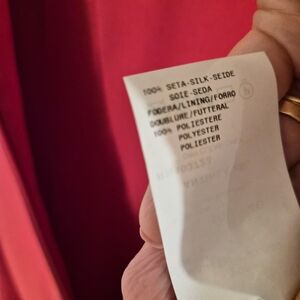 100% SETA-SILK-SEIDE
SOIE-SEDA
FODERA/LINING/FORRO
DOUBLURE/FUTTERAL
100% POLIESTERE
POLYESTER
POLIESTER